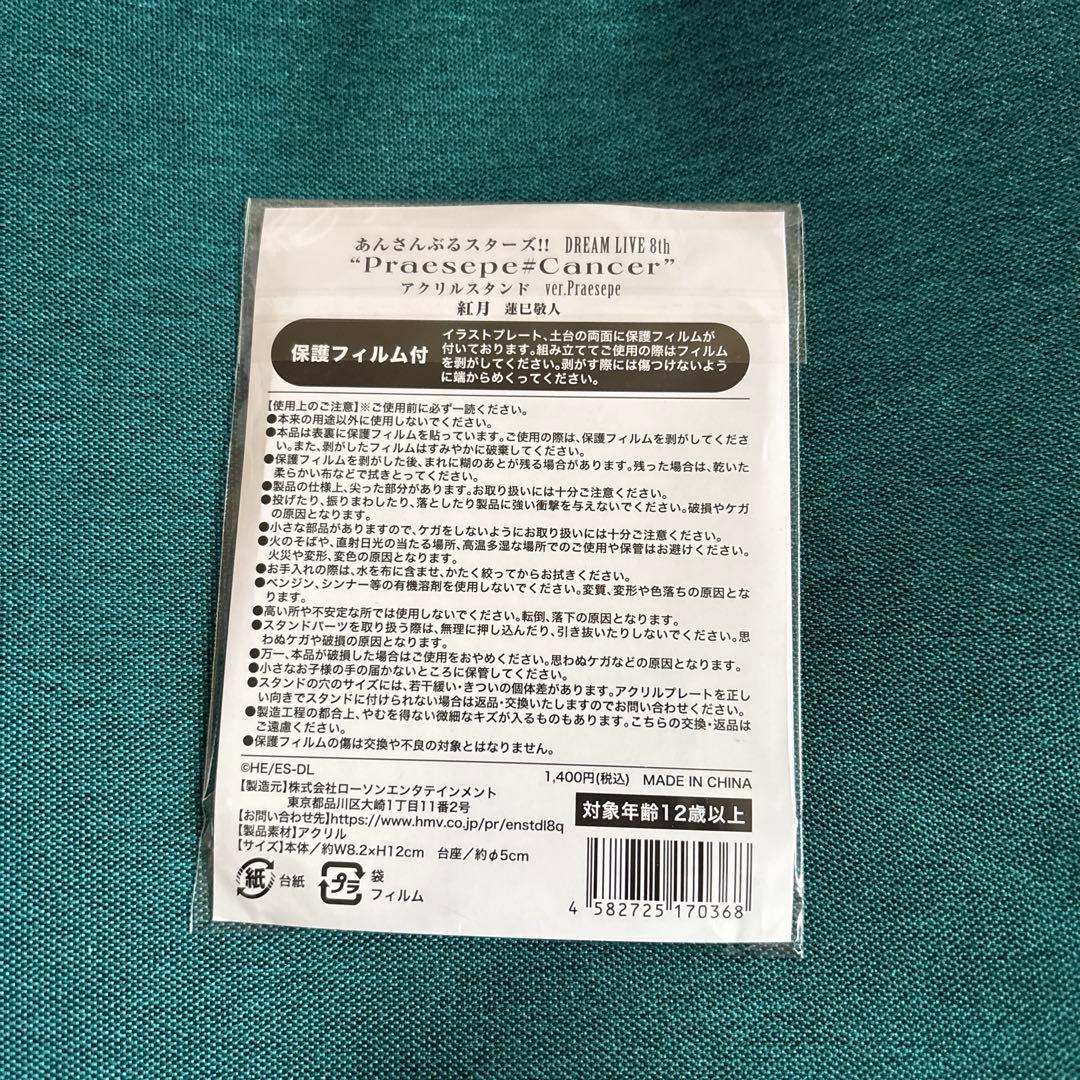 あんさんぶるスターズ!! DREAM LIVE 8th
“Praesepe#Cancer”
アクリルスタンド ver.Praesepe
紅月 蓮巳敬人
保護フィルム付
イラストプレート、土台の両面に保護フィルムが
付いております。組み立ててご使用の際はフィルム
を剥がしてください。剥がす際には傷つけないよう
に端からめくってください。
【使用上のご注意】※ご使用前に必ず一読ください。
●本来の用途以外に使用しないでください。
●本品は表裏に保護フィルムを貼っています。ご使用の際は、保護フィルムを剥がしてくださ
い。また、剥がしたフィルムはすみやかに破棄してください。
●保護フィルムを剥がした後、まれに糊のあとが残る場合があります。残った場合は、乾いた
柔らかい布などで拭きとってください。
●製品の仕様上、尖った部分があります。お取り扱いには十分ご注意ください。
●投げたり、振りまわしたり、落としたり製品に強い衝撃を与えないでください。破損やケガ
の原因となります。
●小さな部品がありますので、ケガをしないようにお取り扱いには十分ご注意ください。
●火のそばや、直射日光の当たる場所、高温多湿な場所でのご使用や保管はお避けください。
火災や変形、変色の原因となります。
●お手入れの際は、水を布に含ませ、かたく絞ってからお拭きください。
●ベンジン、シンナー等の有機溶剤を使用しないでください。変質、変形や色落ちの原因とな
ります。
●高い所や不安定な所では使用しないでください。転倒、落下の原因となります。
●スタンドパーツを取り扱う際は、無理に押し込んだり、引き抜いたりしないでください。思
わぬケガや破損の原因となります。
●万一、本品が破損した場合はご使用をおやめください。思わぬケガなどの原因となります。
●小さなお子様の手の届かないところに保管してください。
●スタンドの穴のサイズには、若干緩い・きついの個体差があります。アクリルプレートを正し
い向きでスタンドに付けられない場合は返品・交換いたしますのでお問い合わせください。
●製造工程の都合上、やむを得ない微細なキズが入るものもあります。こちらの交換・返品は
ご遠慮ください。
●保護フィルムの傷は交換や不良の対象とはなりません。
©HE/ES-DL
1,400円(税込) MADE IN CHINA
【製造元】株式会社ローソンエンタテインメント
東京都品川区大崎1丁目11番2号
【お問い合わせ先】https://www.hmv.co.jp/pr/enstdl8q
対象年齢12歳以上
【製品素材】アクリル
【サイズ】本体/約W8.2×H12cm 台座/約φ5cm
紙 台紙 プラ 袋
フィルム
4 582725 170368